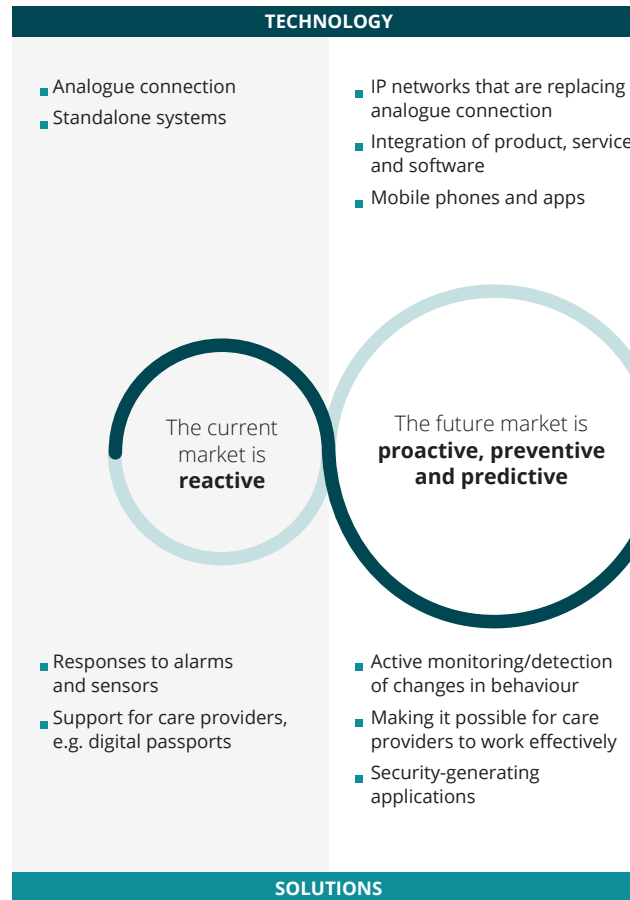 TECHNOLOGY
Analogue connection
Standalone systems
IP networks that are replacing
analogue connection
Integration of product, service
and software
Mobile phones and apps
The current
market is
reactive
The future market is
proactive, preventive
and predictive
Responses to alarms
and sensors
Support for care providers,
e.g. digital passports
Active monitoring/detection
of changes in behaviour
Making it possible for care
providers to work effectively
Security-generating
applications
SOLUTIONS